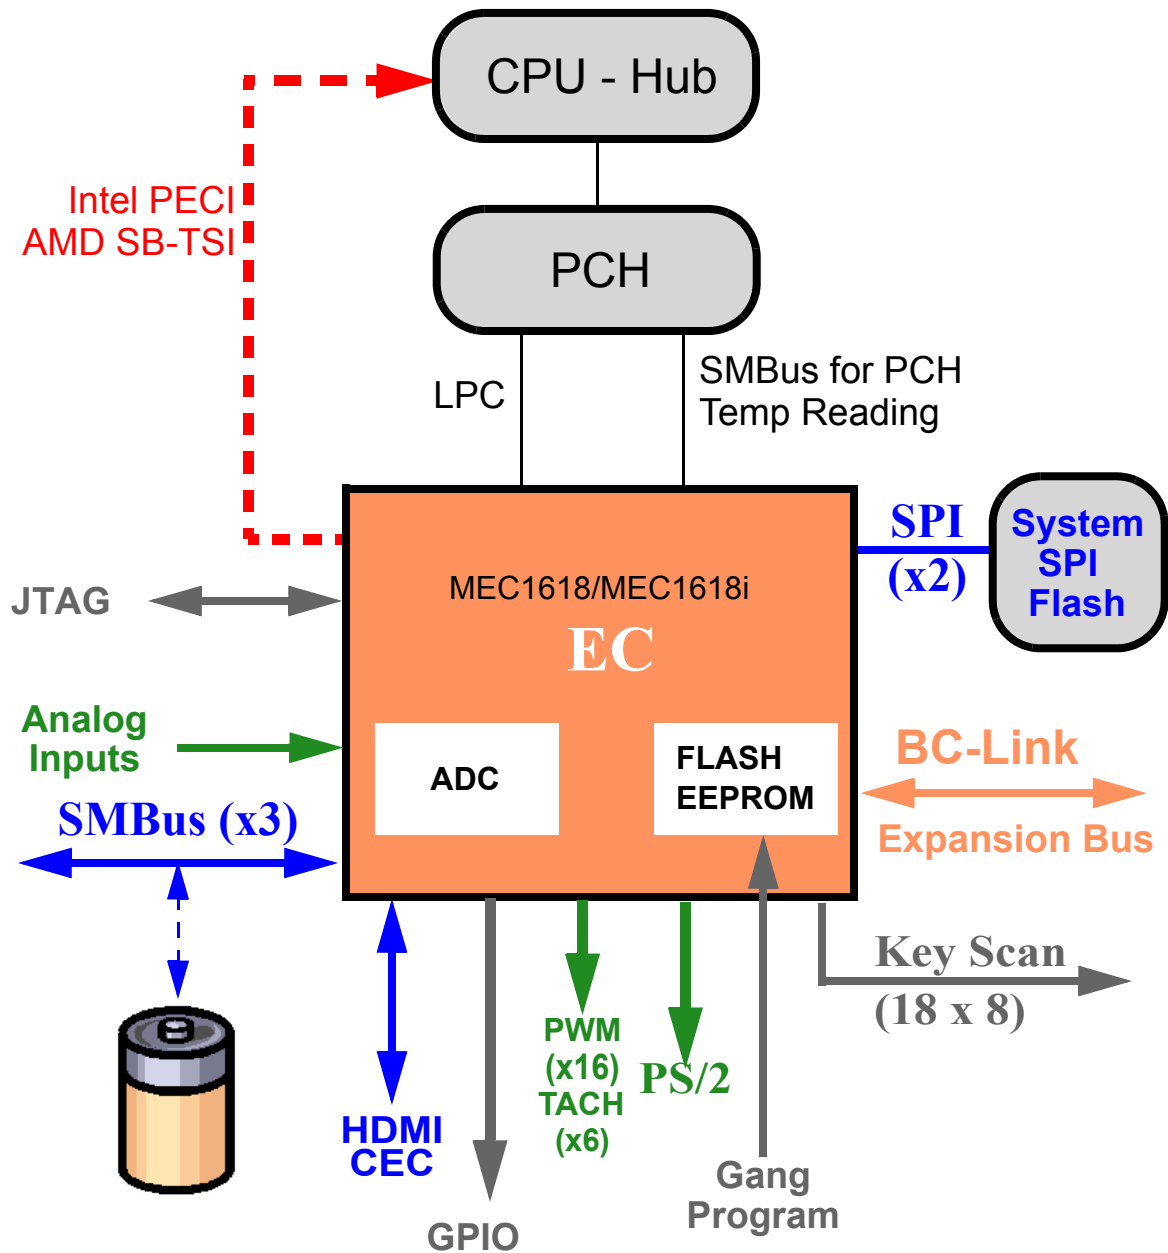 CPU - Hub
Intel PECI
AMD SB-TSI
PCH
LPC
SMBus for PCH
Temp Reading
SPI
(x2)
System
SPI
Flash
MEC1618/MEC1618i
EC
JTAG
Analog
Inputs
ADC
FLASH
EEPROM
BC-Link
Expansion Bus
SMBus (x3)
Key Scan
(18 x 8)
PWM
(x16)
TACH
(x6)
PS/2
HDMI
CEC
GPIO
Gang
Program